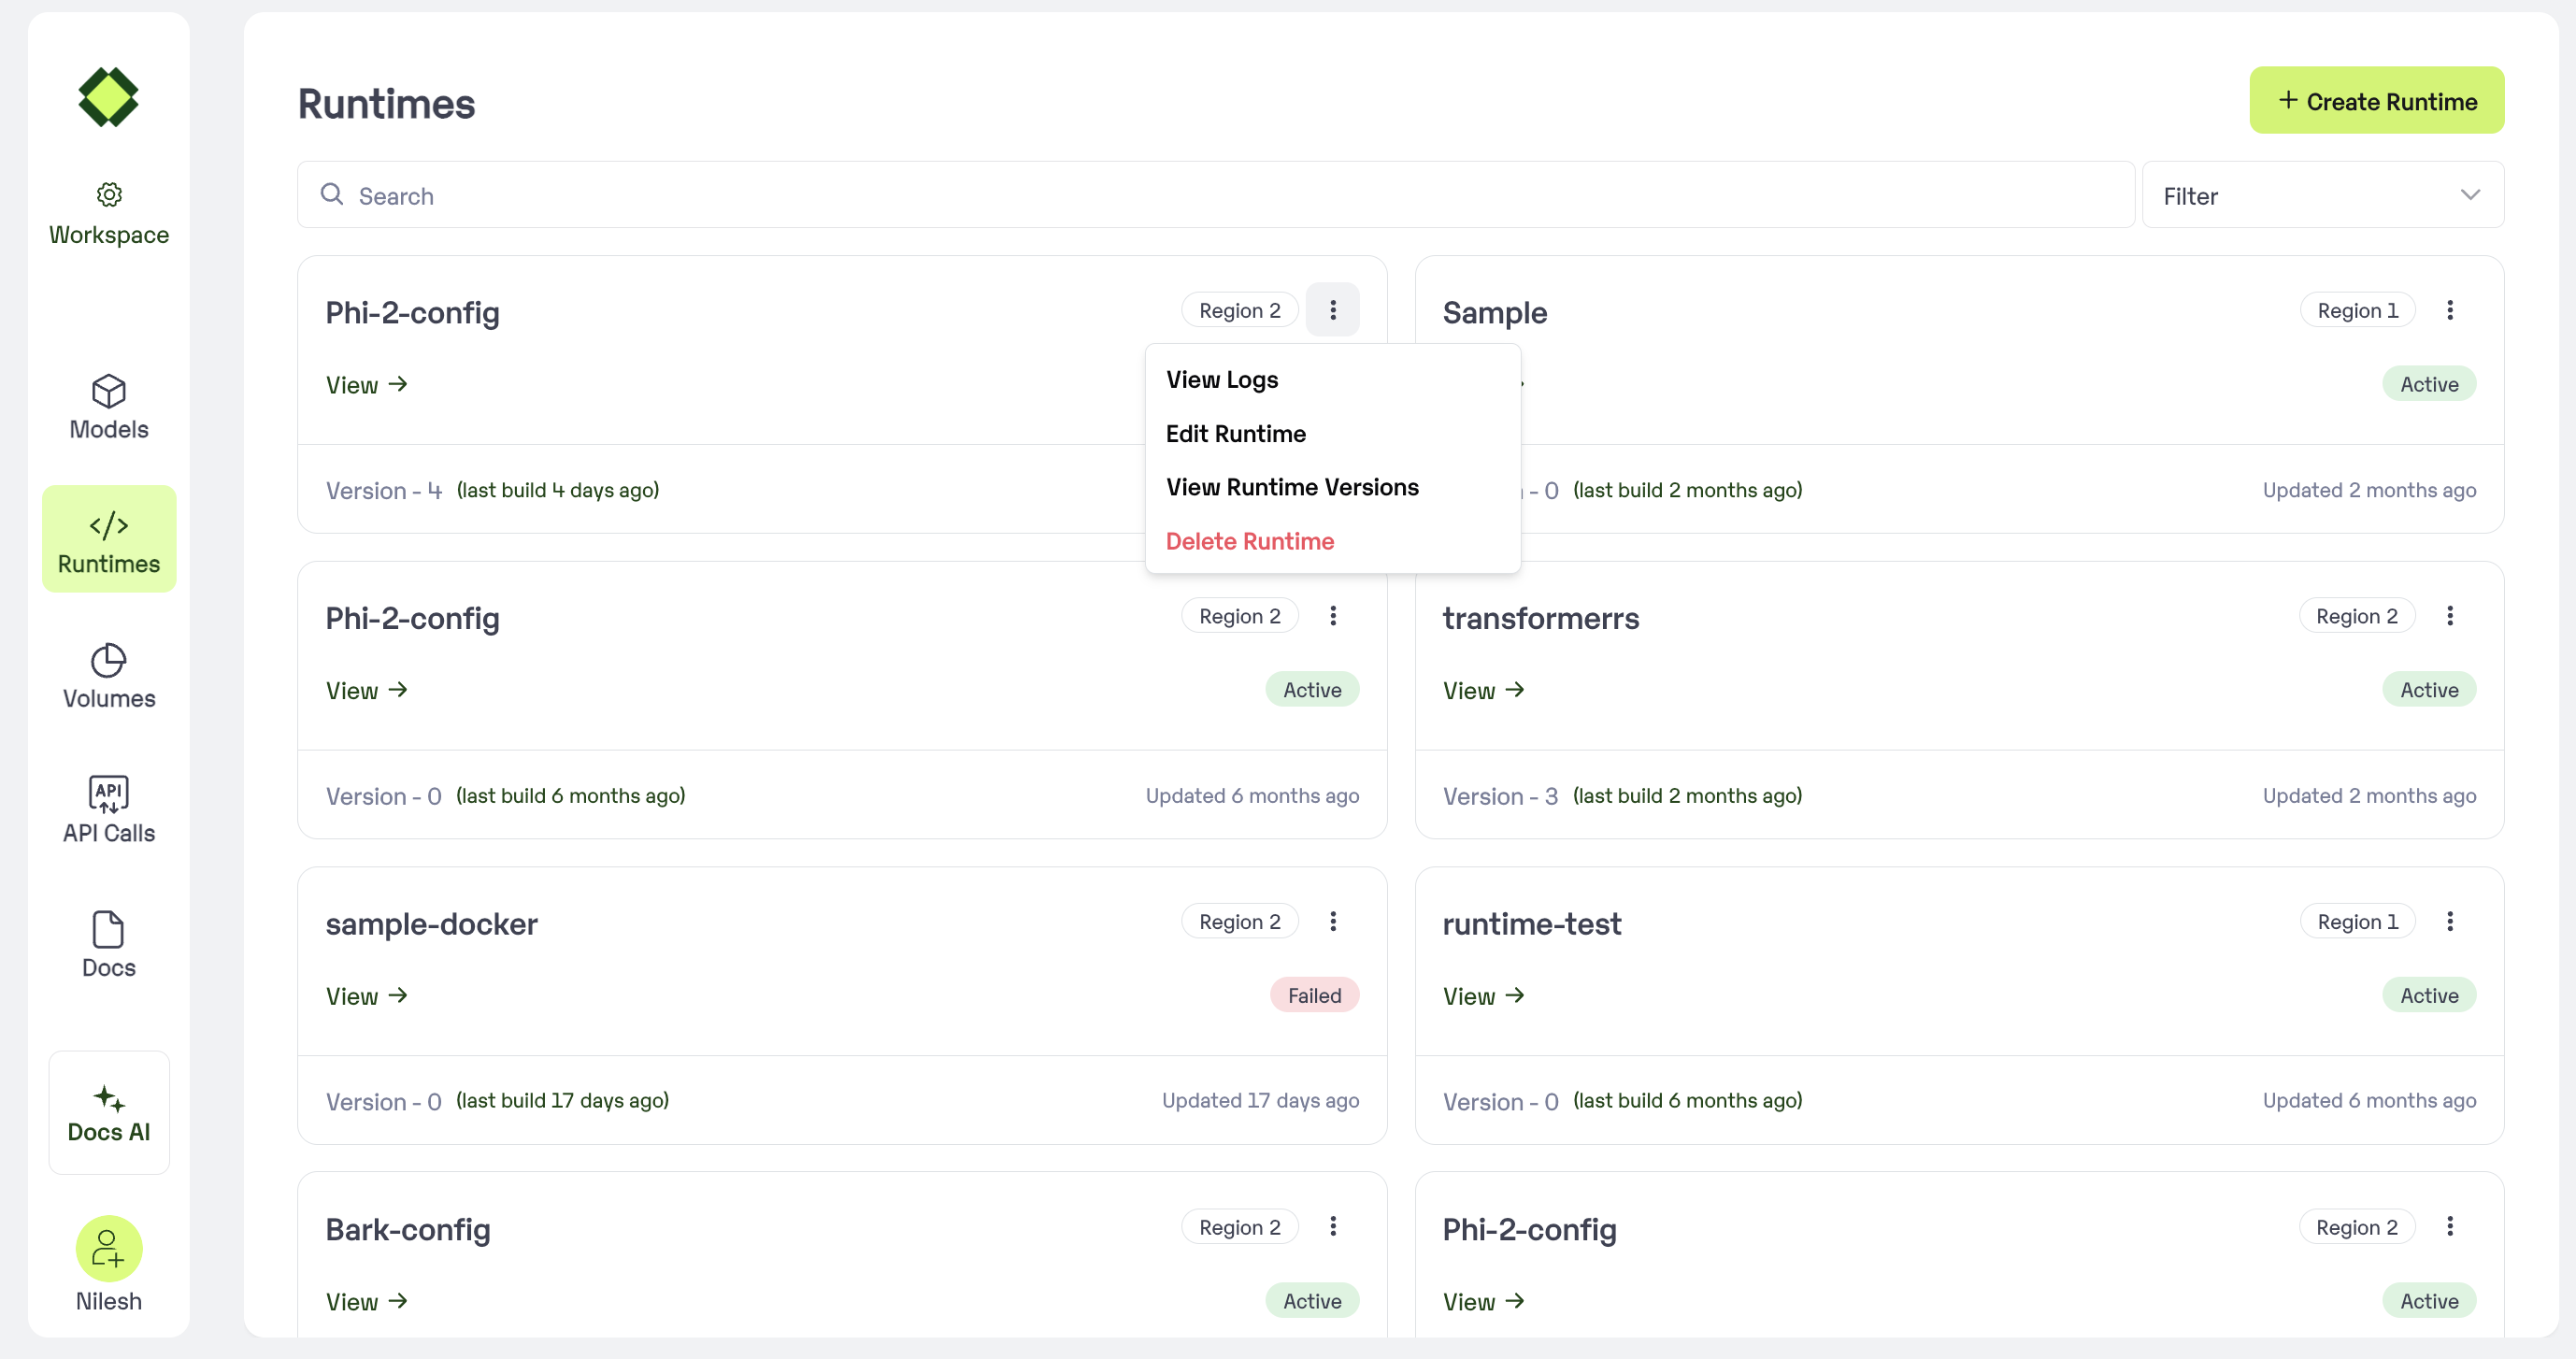 Workspace
Models
Runtimes
Volumes
API
API Calls
Docs
Docs AI
Nilesh
Runtimes
+ Create Runtime
Search
Filter
Phi-2-config
Region 2
View →
Version - 4 (last build 4 days ago)
View Logs
Edit Runtime
View Runtime Versions
Delete Runtime
Sample
Region 1
Active
- 0 (last build 2 months ago)
Updated 2 months ago
Phi-2-config
Region 2
View →
Active
Version - 0 (last build 6 months ago)
Updated 6 months ago
transformerrs
Region 2
View →
Active
Version - 3 (last build 2 months ago)
Updated 2 months ago
sample-docker
Region 2
View →
Failed
Version - 0 (last build 17 days ago)
Updated 17 days ago
runtime-test
Region 1
View →
Active
Version - 0 (last build 6 months ago)
Updated 6 months ago
Bark-config
Region 2
View →
Active
Phi-2-config
Region 2
View →
Active